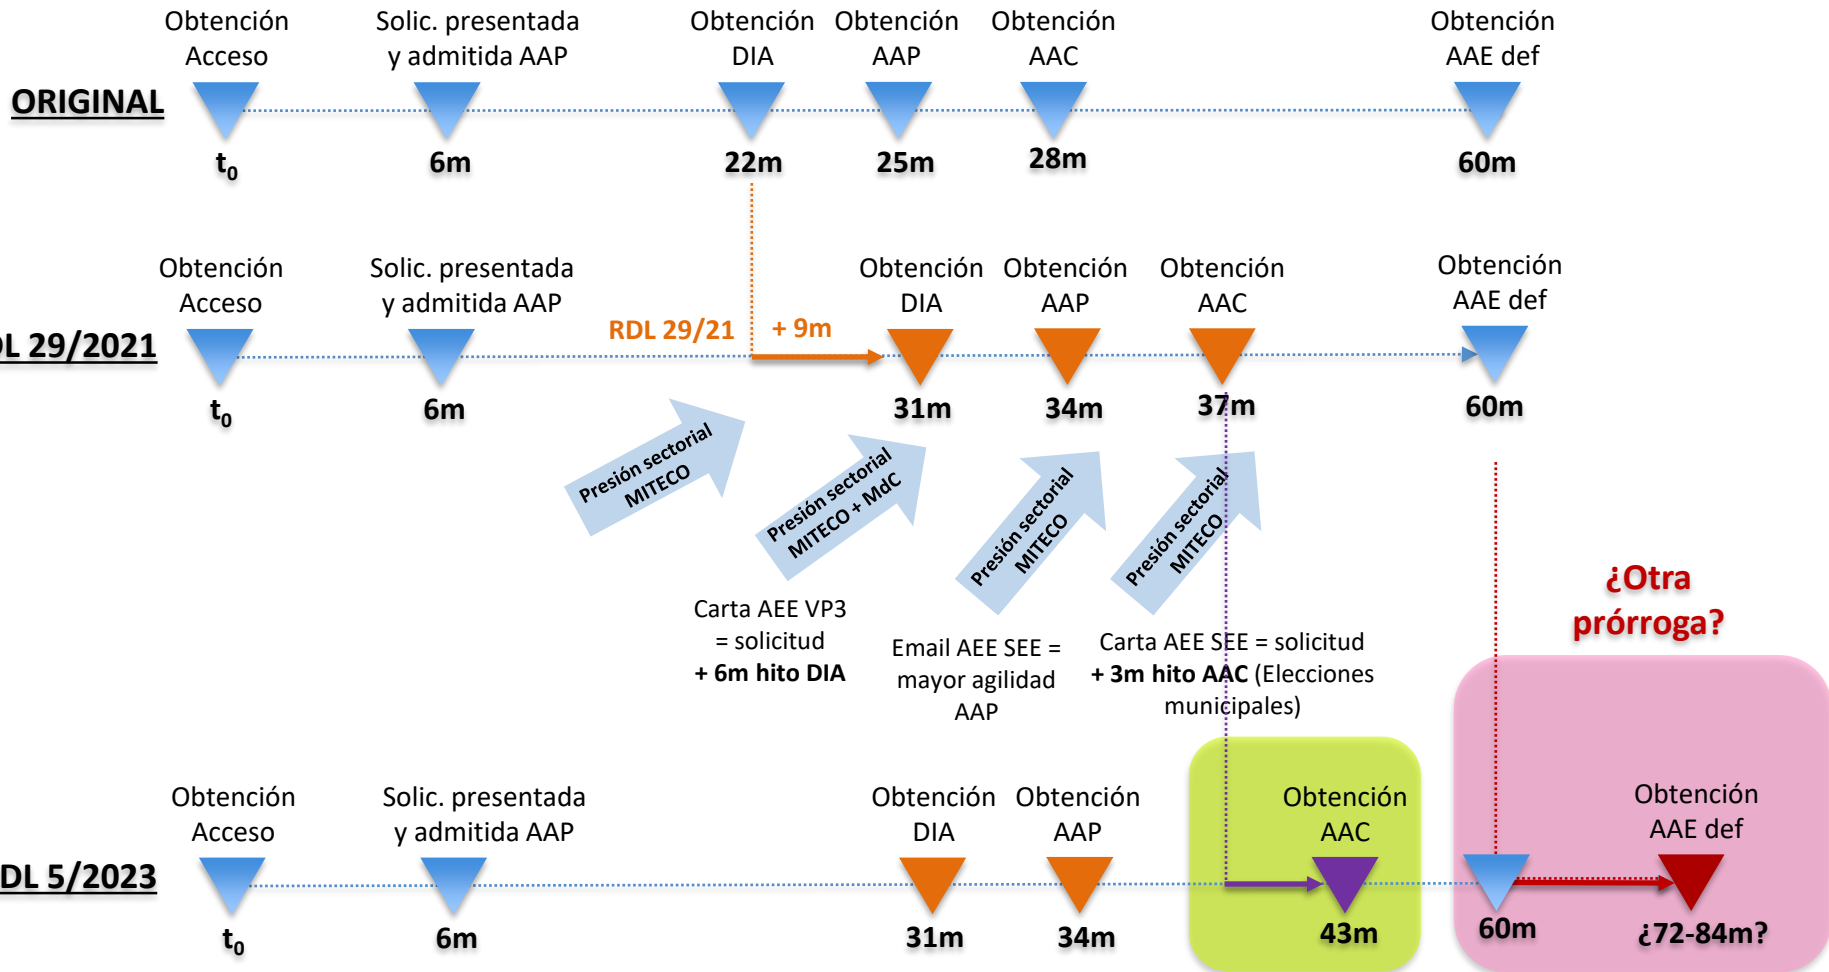 Obtención
Acceso
Solic. presentada
y admitida AAP
Obtención
DIA
Obtención
AAP
Obtención
AAC
Obtención
AAE def
ORIGINAL
t0
6m
22m
25m
28m
60m
Obtención
Acceso
Solic. presentada
y admitida AAP
Obtención
DIA
Obtención
AAP
Obtención
AAC
Obtención
AAE def
DL 29/2021
RDL 29/21
+ 9m
t0
6m
31m
34m
37m
60m
Presión sectorial
MITECO
Presión sectorial
MITECO + MdC
Presión sectorial
MITECO
Presión sectorial
MITECO
Carta AEE VP3
= solicitud
+ 6m hito DIA
Email AEE SEE =
mayor agilidad
AAP
Carta AEE SEE = solicitud
+ 3m hito AAC (Elecciones
municipales)
¿Otra
prórroga?
Obtención
Acceso
Solic. presentada
y admitida AAP
Obtención
DIA
Obtención
AAP
Obtención
AAC
Obtención
AAE def
DL 5/2023
t0
6m
31m
34m
43m
60m
¿72-84m?